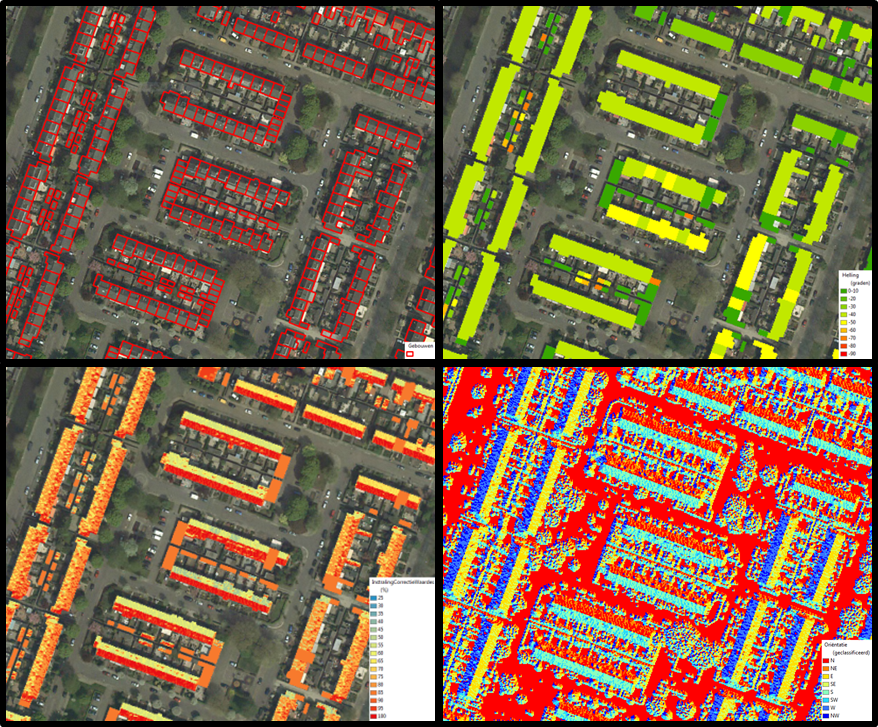 Gebouwen
Helling
(graden)
0-10
-20
-30
-40
-50
-60
-70
-80
-90
InstralingCorrectieWaardes
(%)
25
30
35
40
45
50
55
60
65
70
75
80
85
90
95
100
Oriëntatie
(geclassificeerd)
N
NE
E
SE
S
SW
W
NW